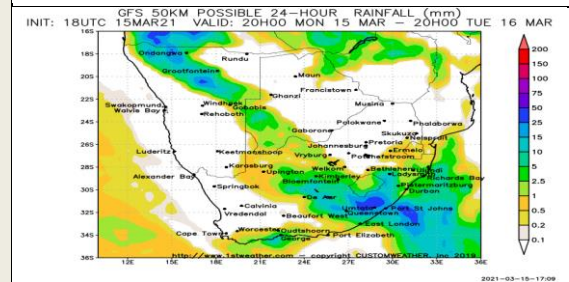 GFS 50KM POSSIBLE 24-HOUR RAINFALL (mm)
INIT: 18UTC 15MAR21 VALID: 20H00 MON 15 MAR - 20H00 TUE 16 MAR
16S
18S
20S
22S
24S
26S
28S
30S
32S
34S
36S
Ondangwa
Rundu
Grootfontein
Maun
Francistown
Ghanzi
Musina
Swakopmund
Walvis Bay
Windhoek
Gobabis
Rehoboth
Polokwane
Phalaborwa
Gaborone
Skukuza
Pretoria
Nelspruit
Johannesburg
Ermelo
Luderitz
Keetmanshoop
Vryburg
Potchefstroom
Karasburg
Welkom
Bethlehem
Ulundi
Alexander Bay
Upington
Kimberley
Ladysmith
Richards Bay
Bloemfontein
Pietermaritzburg
Springbok
Durban
De Aar
Calvinia
Umtata
Port St Johns
Vredendal
Beaufort West
Queenstown
East London
Cape Town
Worcester
Oudtshoorn
George
Port Elizabeth
http://www.1stweather.com - copyright CUSTOMWEATHER, inc 2019
12E
15E
18E
21E
24E
27E
30E
33E
36E
200
150
100
75
50
25
15
10
5
2.5
1
0.5
0.2
0.1
2021-03-15-17:09